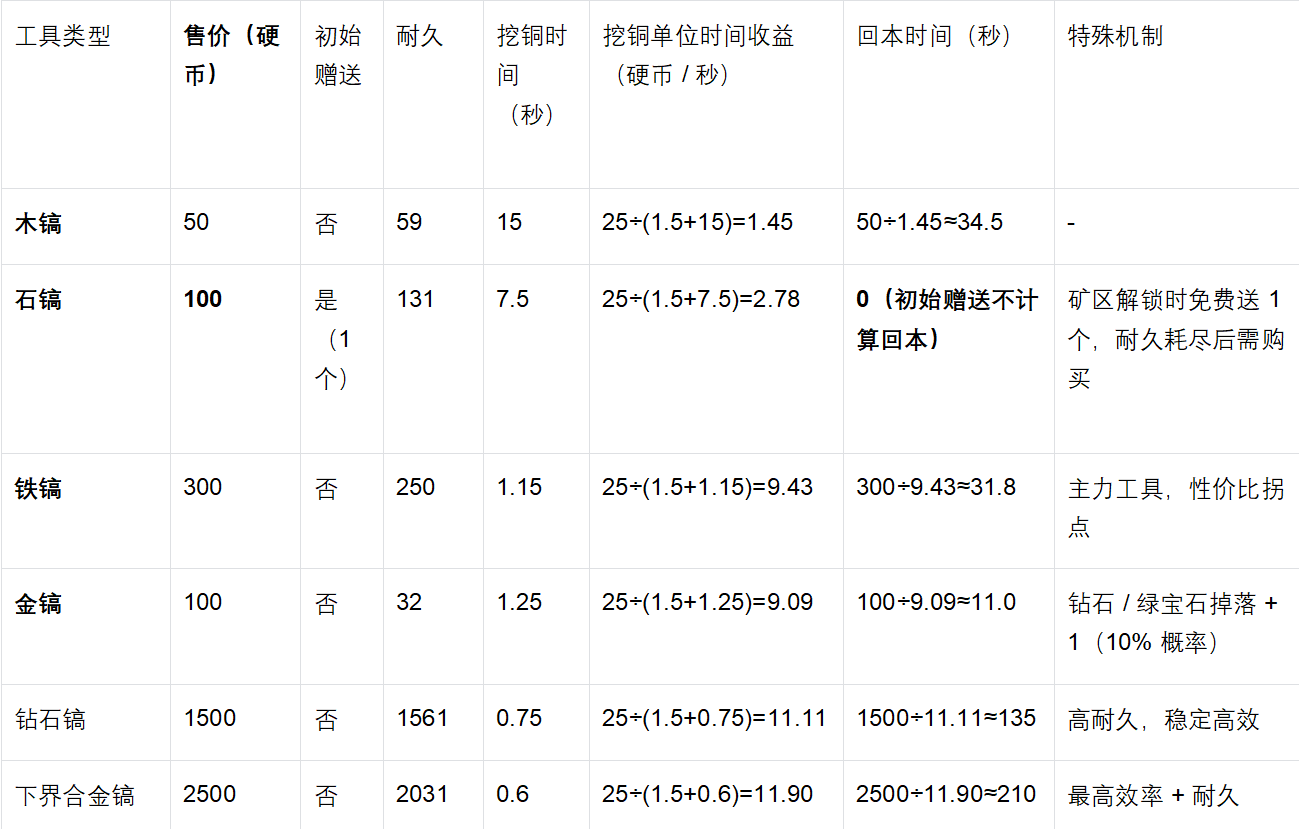 工具类型 售价（硬币） 初始赠送 耐久 挖铜时间（秒） 挖铜单位时间收益（硬币 / 秒） 回本时间（秒） 特殊机制
木镐 50 否 59 15 25÷(1.5+15)=1.45 50÷1.45≈34.5 -
石镐 100 是（1个） 131 7.5 25÷(1.5+7.5)=2.78 0（初始赠送不计算回本） 矿区解锁时免费送 1 个，耐久耗尽后需购买
铁镐 300 否 250 1.15 25÷(1.5+1.15)=9.43 300÷9.43≈31.8 主力工具，性价比拐点
金镐 100 否 32 1.25 25÷(1.5+1.25)=9.09 100÷9.09≈11.0 钻石 / 绿宝石掉落 + 1（10% 概率）
钻石镐 1500 否 1561 0.75 25÷(1.5+0.75)=11.11 1500÷11.11≈135 高耐久，稳定高效
下界合金镐 2500 否 2031 0.6 25÷(1.5+0.6)=11.90 2500÷11.90≈210 最高效率 + 耐久